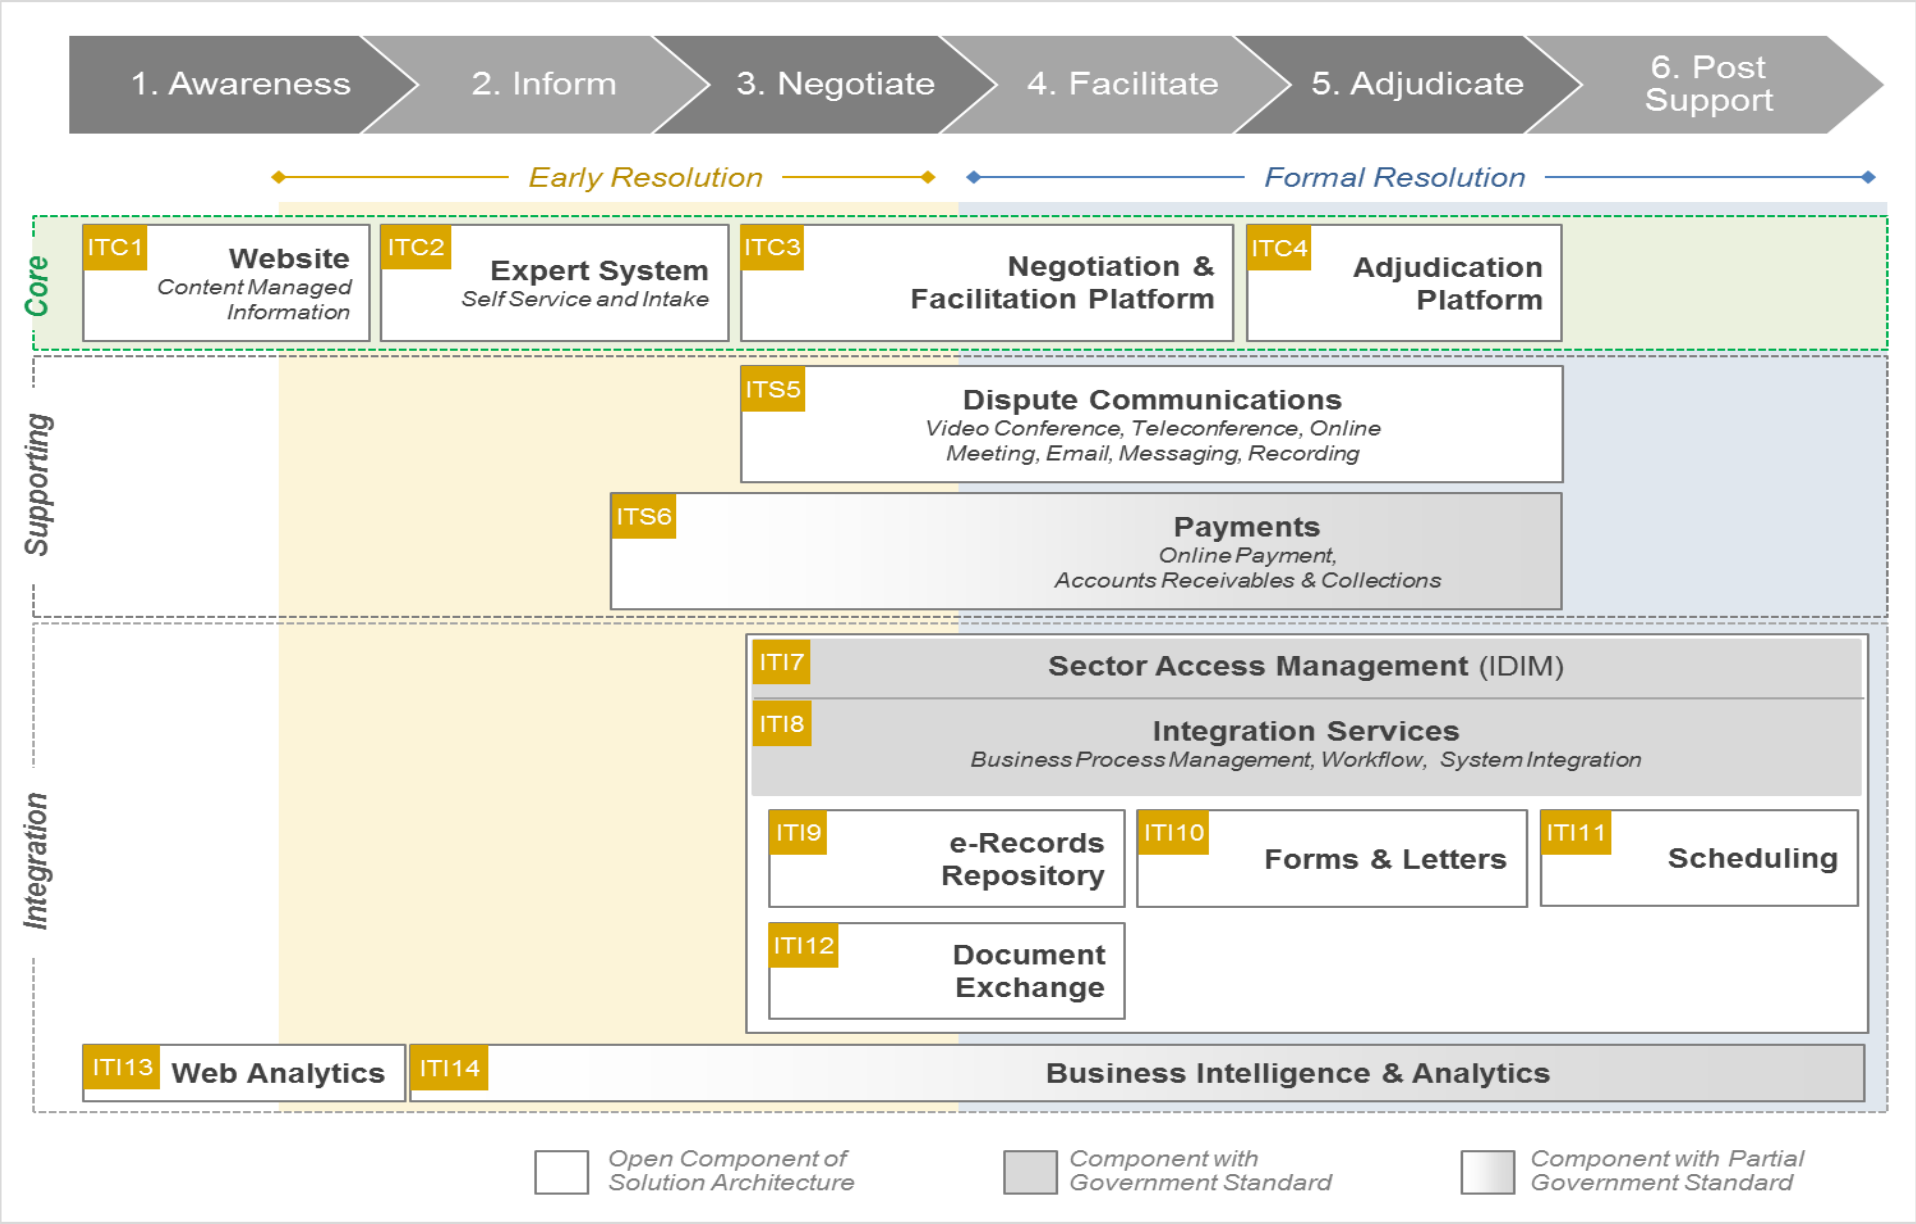 1. Awareness
2. Inform
3. Negotiate
4. Facilitate
5. Adjudicate
6. Post
Support
Early Resolution
Formal Resolution
Core
ITC1
Website
Content Managed
Information
ITC2
Expert System
Self Service and Intake
ITC3
Negotiation &
Facilitation Platform
ITC4
Adjudication
Platform
Supporting
ITS5
Dispute Communications
Video Conference, Teleconference, Online
Meeting, Email, Messaging, Recording
ITS6
Payments
Online Payment,
Accounts Receivables & Collections
Integration
ITI7
Sector Access Management (IDIM)
ITI8
Integration Services
Business Process Management, Workflow, System Integration
ITI9
e-Records
Repository
ITI10
Forms & Letters
ITI11
Scheduling
ITI12
Document
Exchange
ITI13
Web Analytics
ITI14
Business Intelligence & Analytics
Open Component of
Solution Architecture
Component with
Government Standard
Component with Partial
Government Standard